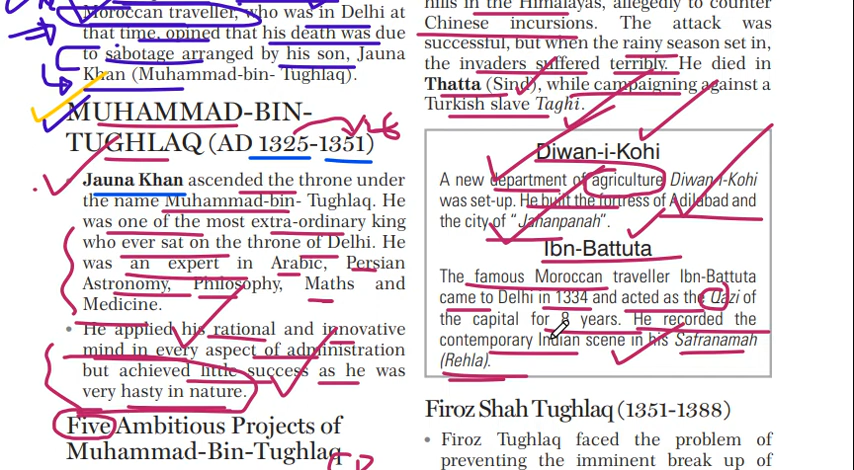 Moroccan traveller, who was in Delhi at
that time, opined that his death was due
to sabotage arranged by his son, Jauna
Khan (Muhammad-bin- Tughlaq).
MUHAMMAD-BIN-
TUGHLAQ (AD 1325-1351)
Jauna Khan ascended the throne under
the name Muhammad-bin- Tughlaq. He
was one of the most extra-ordinary king
who ever sat on the throne of Delhi. He
was an expert in Arabic, Persian
Astronomy, Philosophy, Maths and
Medicine.
• He applied his rational and innovative
mind in every aspect of administration
but achieved little success as he was
very hasty in nature.
Five Ambitious Projects of
Muhammad-Bin-Tughlaq
hills in the Himalayas, allegedly to counter
Chinese incursions. The attack was
successful, but when the rainy season set in,
the invaders suffered terribly. He died in
Thatta (Sind), while campaigning against a
Turkish slave Taghi.
Diwan-i-Kohi
A new department of agriculture Diwan-i-Kohi
was set-up. He built the fortress of Adilabad and
the city of "Jahanpanah".
Ibn-Battuta
The famous Moroccan traveller Ibn-Battuta
came to Delhi in 1334 and acted as the Qazi of
the capital for 8 years. He recorded the
contemporary Indian scene in his Safranamah
(Rehla).
Firoz Shah Tughlaq (1351-1388)
• Firoz Tughlaq faced the problem of
preventing the imminent break up of